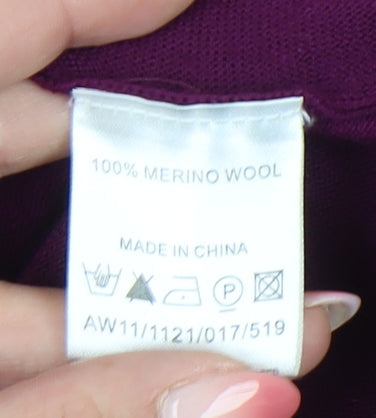 100% MERINO WOOL
MADE IN CHINA
P
AW11/1121/017/519